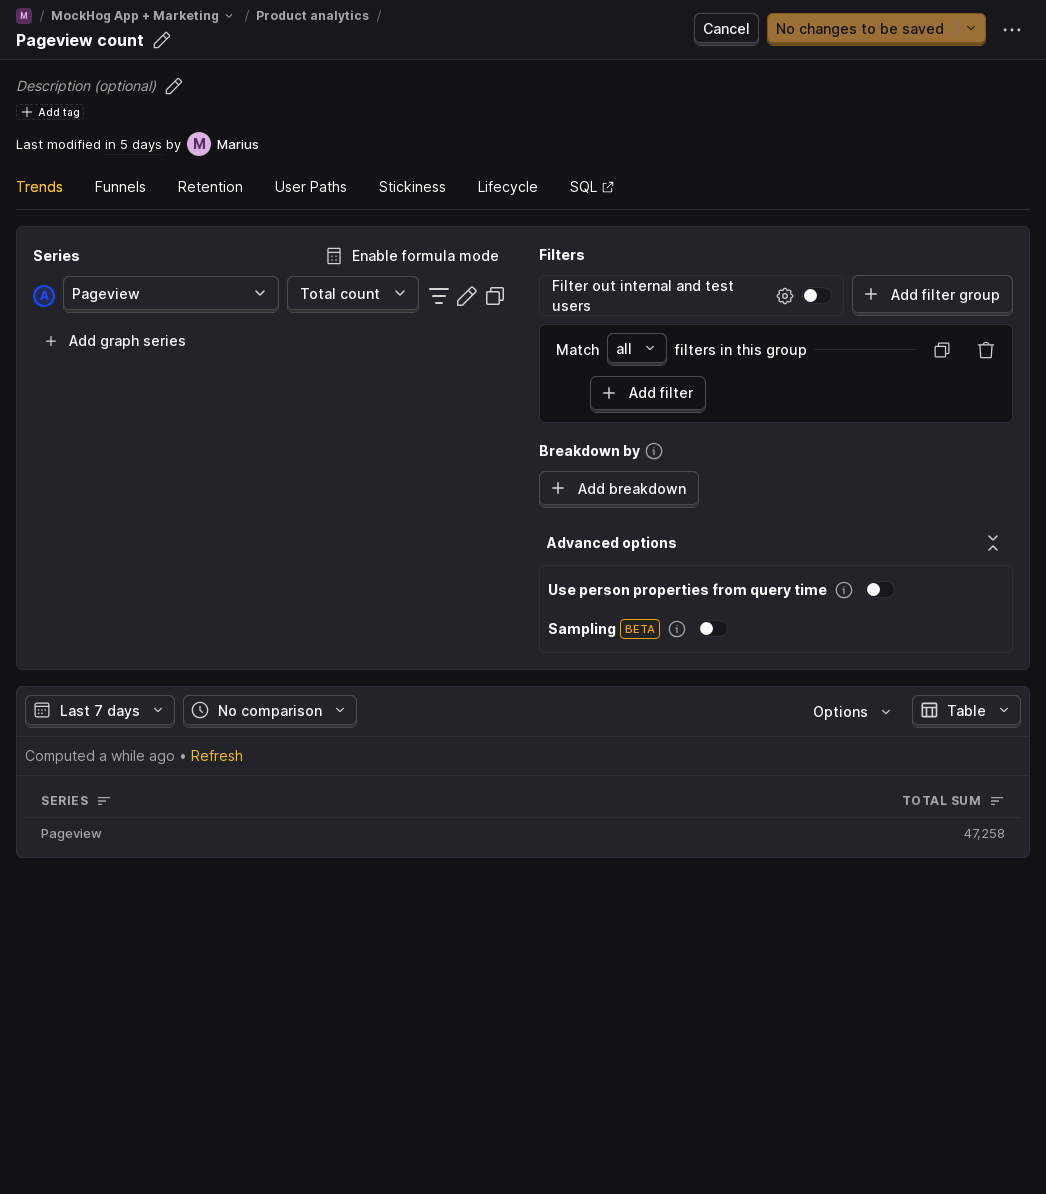 M / MockHog App + Marketing / Product analytics /
Pageview count
Cancel
No changes to be saved
Description (optional)
Add tag
Last modified in 5 days by M Marius
Trends Funnels Retention User Paths Stickiness Lifecycle SQL
Series
Enable formula mode
A Pageview Total count
Add graph series
Filters
Filter out internal and test
users
Add filter group
Match all filters in this group
Add filter
Breakdown by
Add breakdown
Advanced options
Use person properties from query time
Sampling BETA
Last 7 days No comparison Options Table
Computed a while ago • Refresh
SERIES TOTAL SUM
Pageview 47,258